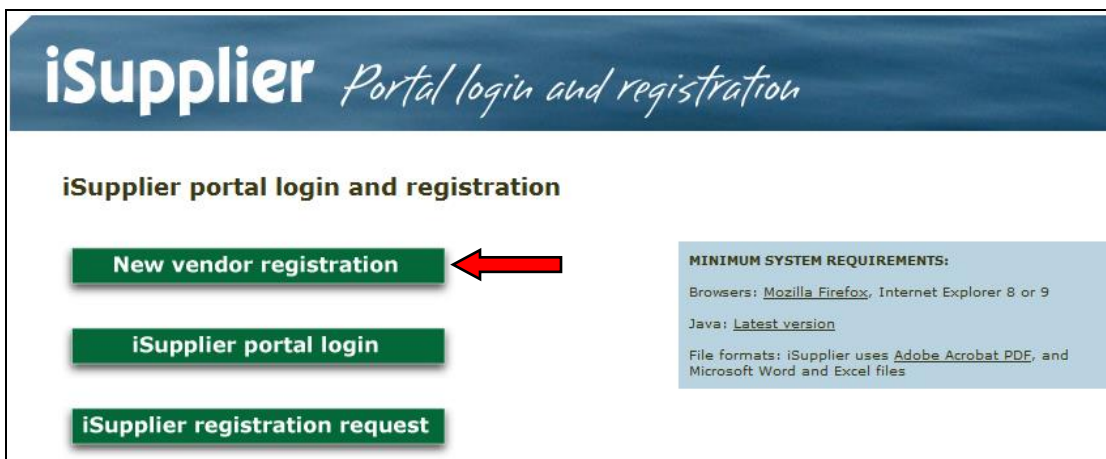 iSupplier Portal login and registration
iSupplier portal login and registration
New vendor registration
iSupplier portal login
iSupplier registration request
MINIMUM SYSTEM REQUIREMENTS:
Browsers: Mozilla Firefox, Internet Explorer 8 or 9
Java: Latest version
File formats: iSupplier uses Adobe Acrobat PDF, and
Microsoft Word and Excel files